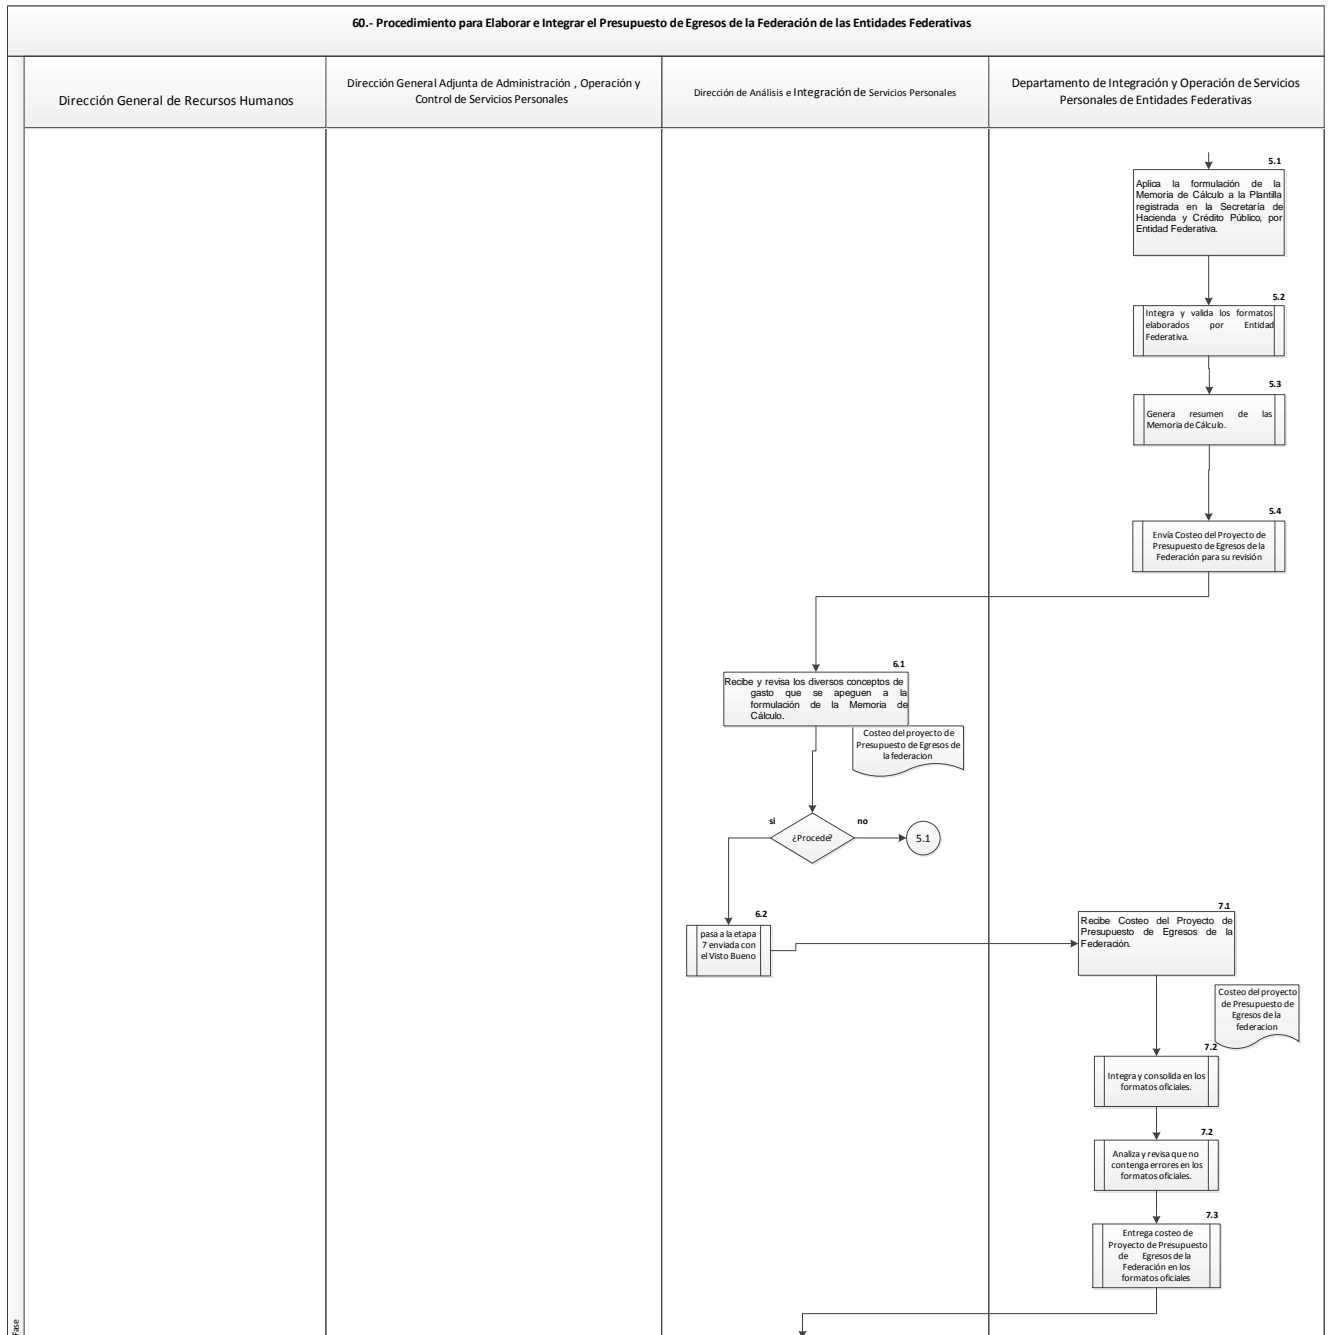 60.- Procedimiento para Elaborar e Integrar el Presupuesto de Egresos de la Federación de las Entidades Federativas
Dirección General de Recursos Humanos
Dirección General Adjunta de Administración , Operación y
Control de Servicios Personales
Dirección de Análisis e Integración de Servicios Personales
Departamento de Integración y Operación de Servicios
Personales de Entidades Federativas
5.1
Aplica la formulación de la
Memoria de Cálculo a la Plantilla
registrada en la Secretaría de
Hacienda y Crédito Público, por
Entidad Federativa.
5.2
Integra y valida los formatos
elaborados por Entidad
Federativa.
5.3
Genera resumen de las
Memoria de Cálculo.
5.4
Envía Costeo del Proyecto de
Presupuesto de Egresos de la
Federación para su revisión
6.1
Recibe y revisa los diversos conceptos de
gasto que se apeguen a la
formulación de la Memoria de
Cálculo.
Costeo del proyecto de
Presupuesto de Egresos de
la federacion
si
¿Procede?
no
5.1
6.2
pasa a la etapa
7 enviada con
el Visto Bueno
7.1
Recibe Costeo del Proyecto de
Presupuesto de Egresos de la
Federación.
Costeo del proyecto
de Presupuesto de
Egresos de la
federacion
7.2
Integra y consolida en los
formatos oficiales.
7.2
Analiza y revisa que no
contenga errores en los
formatos oficiales.
7.3
Entrega costeo de
Proyecto de Presupuesto
de Egresos de la
Federación en los
formatos oficiales
Fase